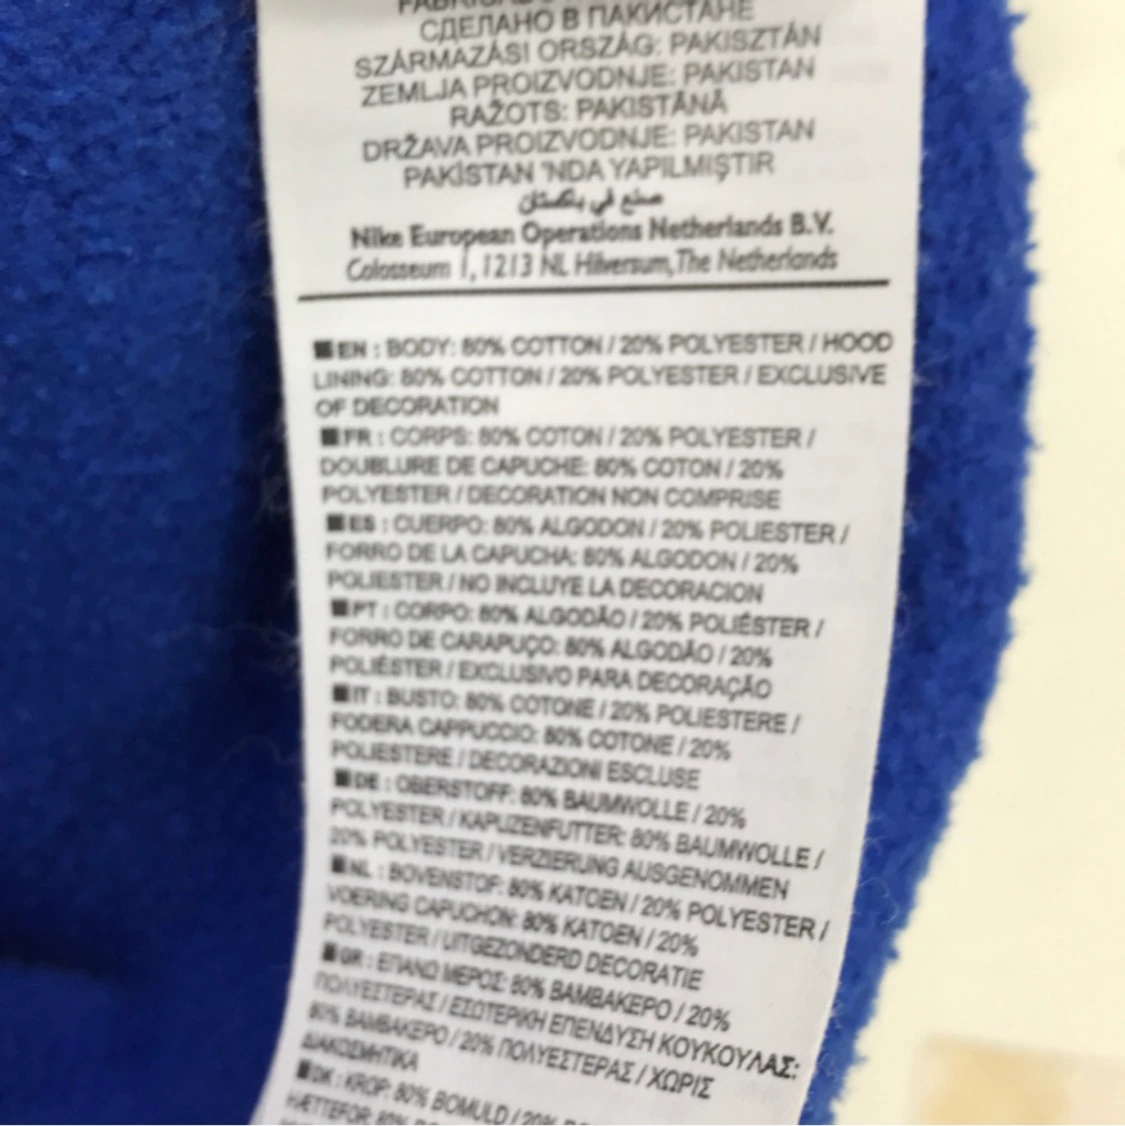 СДЕЛАНО В ПАКИСТАНЕ
SZÁRMAZÁSI ORSZÁG: PAKISZTÁN
ZEMLJA PROIZVODNJE: PAKISTAN
RAŽOTS: PAKISTĀNĀ
DRŽAVA PROIZVODNJE: PAKISTAN
PAKİSTAN 'NDA YAPILMIŞTIR
صنع في باكستان
Nike European Operations Netherlands B.V.
Colosseum 1, 1213 NL Hilversum, The Netherlands
EN : BODY: 80% COTTON / 20% POLYESTER / HOOD
LINING: 80% COTTON / 20% POLYESTER / EXCLUSIVE
OF DECORATION
FR : CORPS: 80% COTON / 20% POLYESTER /
DOUBLURE DE CAPUCHE: 80% COTON / 20%
POLYESTER / DECORATION NON COMPRISE
ES : CUERPO: 80% ALGODON / 20% POLIESTER /
FORRO DE LA CAPUCHA: 80% ALGODON / 20%
POLIESTER / NO INCLUYE LA DECORACION
PT : CORPO: 80% ALGODÃO / 20% POLIÉSTER /
FORRO DE CARAPUÇO: 80% ALGODÃO / 20%
POLIÉSTER / EXCLUSIVO PARA DECORAÇÃO
IT : BUSTO: 80% COTONE / 20% POLIESTERE /
FODERA CAPPUCCIO: 80% COTONE / 20%
POLIESTERE / DECORAZIONI ESCLUSE
DE : OBERSTOFF: 80% BAUMWOLLE / 20%
POLYESTER / KAPUZENFUTTER: 80% BAUMWOLLE /
20% POLYESTER / VERZIERUNG AUSGENOMMEN
NL : BOVENSTOF: 80% KATOEN / 20% POLYESTER /
VOERING CAPUCHON: 80% KATOEN / 20%
POLYESTER / UITGEZONDERD DECORATIE
GR : ΕΠΑΝΩ ΜΕΡΟΣ: 80% ΒΑΜΒΑΚΕΡΟ / 20%
ΠΟΛΥΕΣΤΕΡΑΣ / ΕΣΩΤΕΡΙΚΗ ΕΠΕΝΔΥΣΗ ΚΟΥΚΟΥΛΑΣ:
80% ΒΑΜΒΑΚΕΡΟ / 20% ΠΟΛΥΕΣΤΕΡΑΣ / ΧΩΡΙΣ
ΔΙΑΚΟΣΜΗΤΙΚΑ
DK : KROP: 80% BOMULD / 20%
HÆTTEFOR: 80%